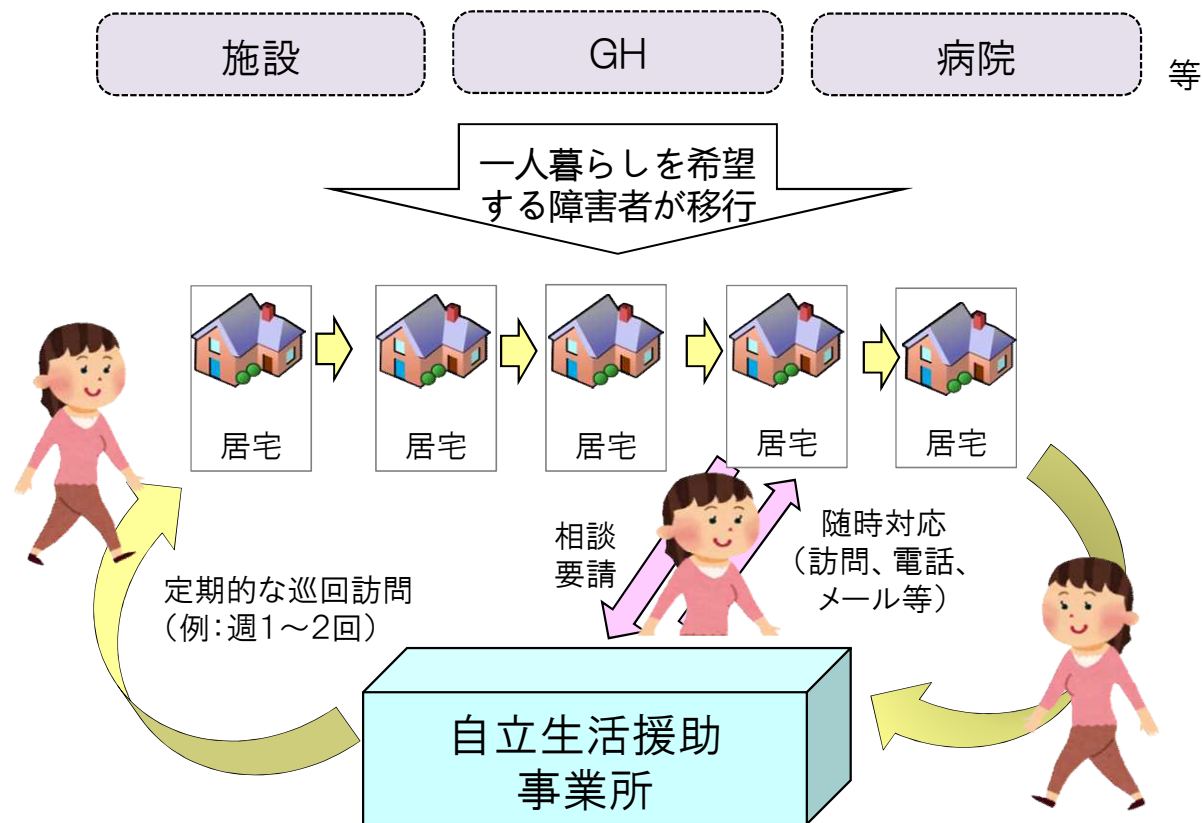 施設
GH
病院
等
一人暮らしを希望
する障害者が移行
居宅
居宅
居宅
居宅
居宅
相談
要請
随時対応
（訪問、電話、
メール等）
定期的な巡回訪問
（例：週1～2回）
自立生活援助
事業所